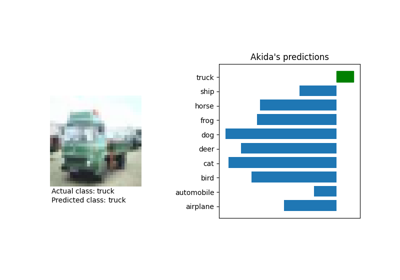 Akida's predictions
truck
ship
horse
frog
dog
deer
cat
bird
automobile
airplane
Actual class: truck
Predicted class: truck